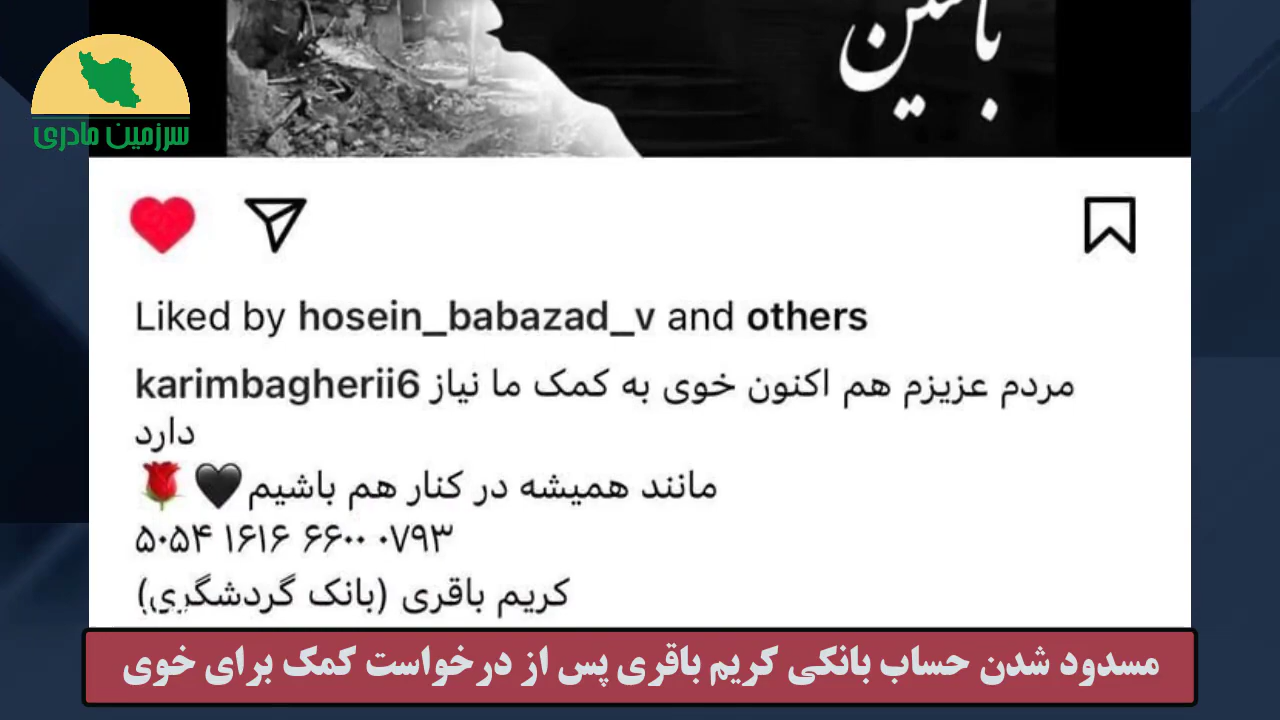 باشین
سرزمین مادری
Liked by hosein_babazad_v and others
karimbagherii6 مردم عزیزم هم اکنون خوی به کمک ما نیاز
دارد
مانند همیشه در کنار هم باشیم🖤🌹
۵۰۵۴ ۱۶۱۶ ۶۶۰۰ ۰۷۹۳
کریم باقری (بانک گردشگری)
مسدود شدن حساب بانکی کریم باقری پس از درخواست کمک برای خوی